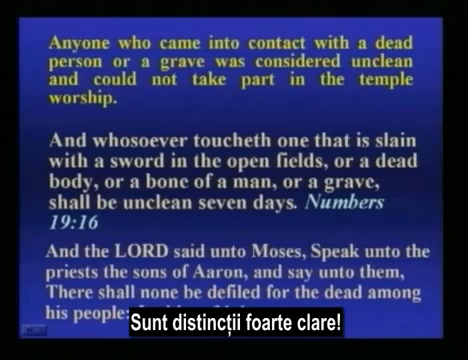 Anyone who came into contact with a dead
person or a grave was considered unclean
and could not take part in the temple
worship.
And whosoever toucheth one that is slain
with a sword in the open fields, or a dead
body, or a bone of a man, or a grave,
shall be unclean seven days. Numbers
19:16
And the LORD said unto Moses, Speak unto the
priests the sons of Aaron, and say unto them,
There shall none be defiled for the dead among
his people:
Sunt distincții foarte clare!